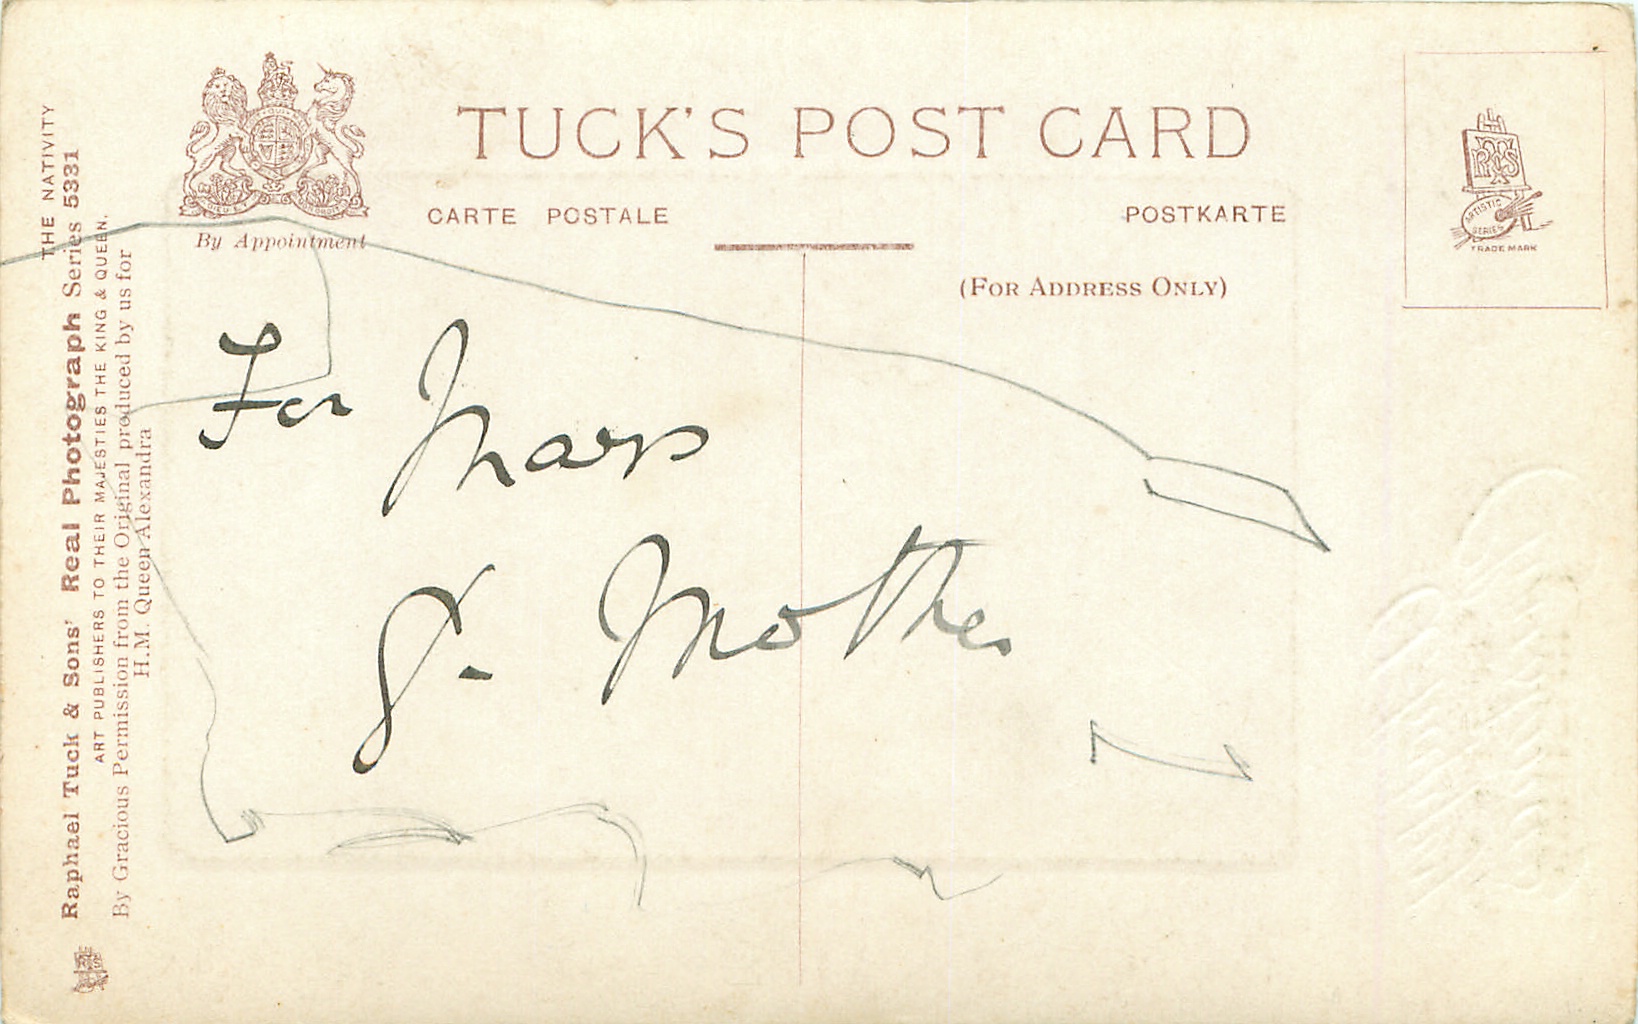 TUCK'S POST CARD
CARTE POSTALE
POSTKARTE
By Appointment
(FOR ADDRESS ONLY)
ARTISTIC
SERIES
TRADE MARK
THE NATIVITY
Raphael Tuck & Sons' Real Photograph Series 5331
ART PUBLISHERS TO THEIR MAJESTIES THE KING & QUEEN.
By Gracious Permission from the Original produced by us for
H.M. Queen Alexandra
For
Mother